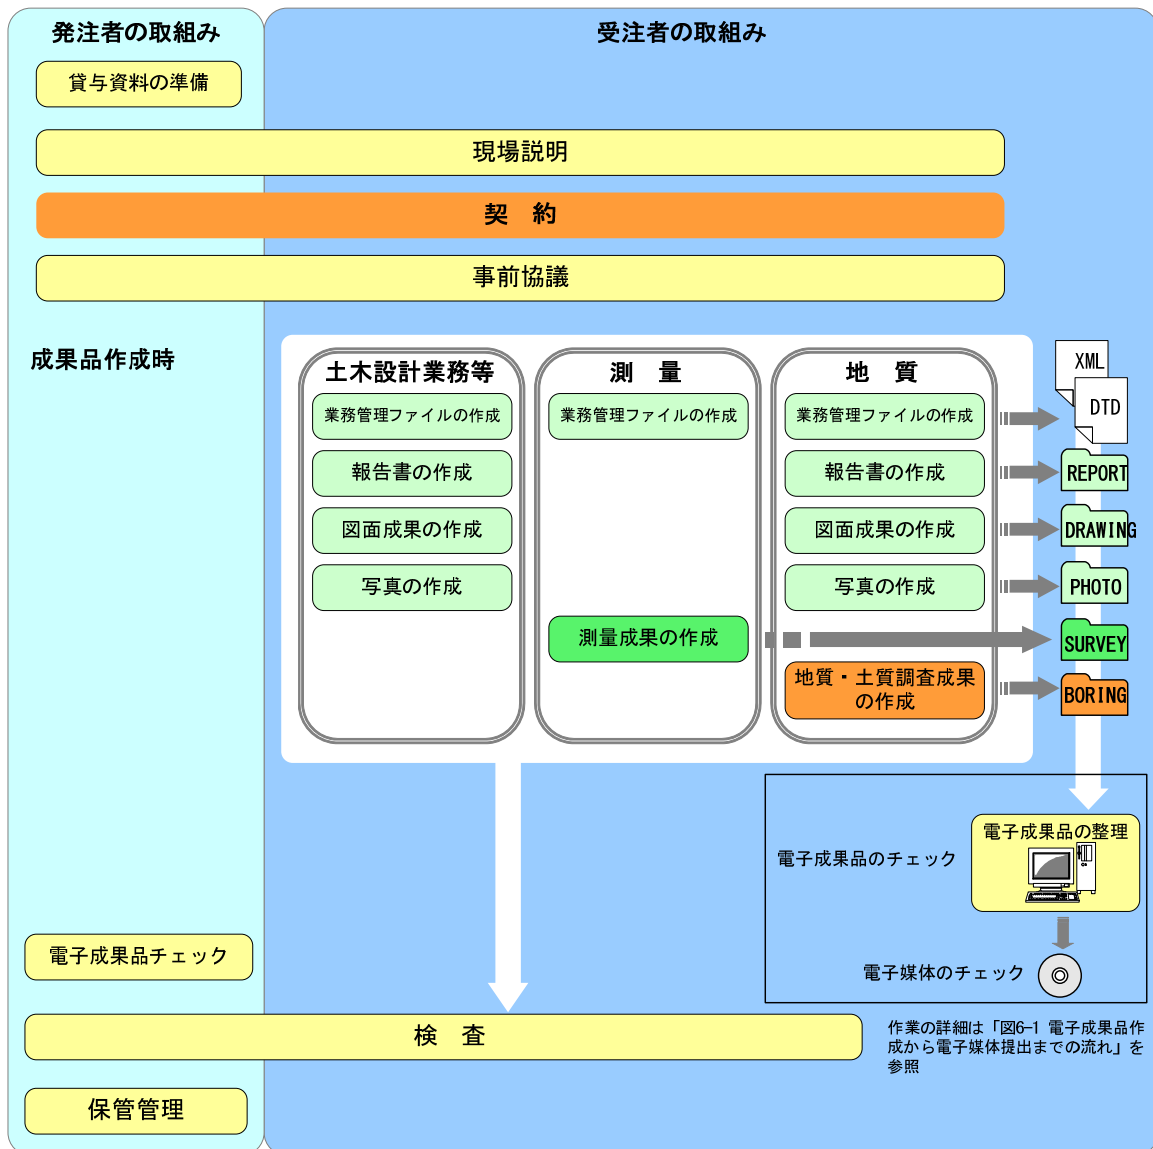 発注者の取組み
受注者の取組み
貸与資料の準備
現場説明
契　約
事前協議
成果品作成時
土木設計業務等
業務管理ファイルの作成
報告書の作成
図面成果の作成
写真の作成
測　量
業務管理ファイルの作成
測量成果の作成
地　質
業務管理ファイルの作成
報告書の作成
図面成果の作成
写真の作成
地質・土質調査成果
の作成
XML
DTD
REPORT
DRAWING
PHOTO
SURVEY
BORING
電子成果品の整理
電子成果品のチェック
電子媒体のチェック
電子成果品チェック
検　査
作業の詳細は「図6-1 電子成果品作
成から電子媒体提出までの流れ」を
参照
保管管理